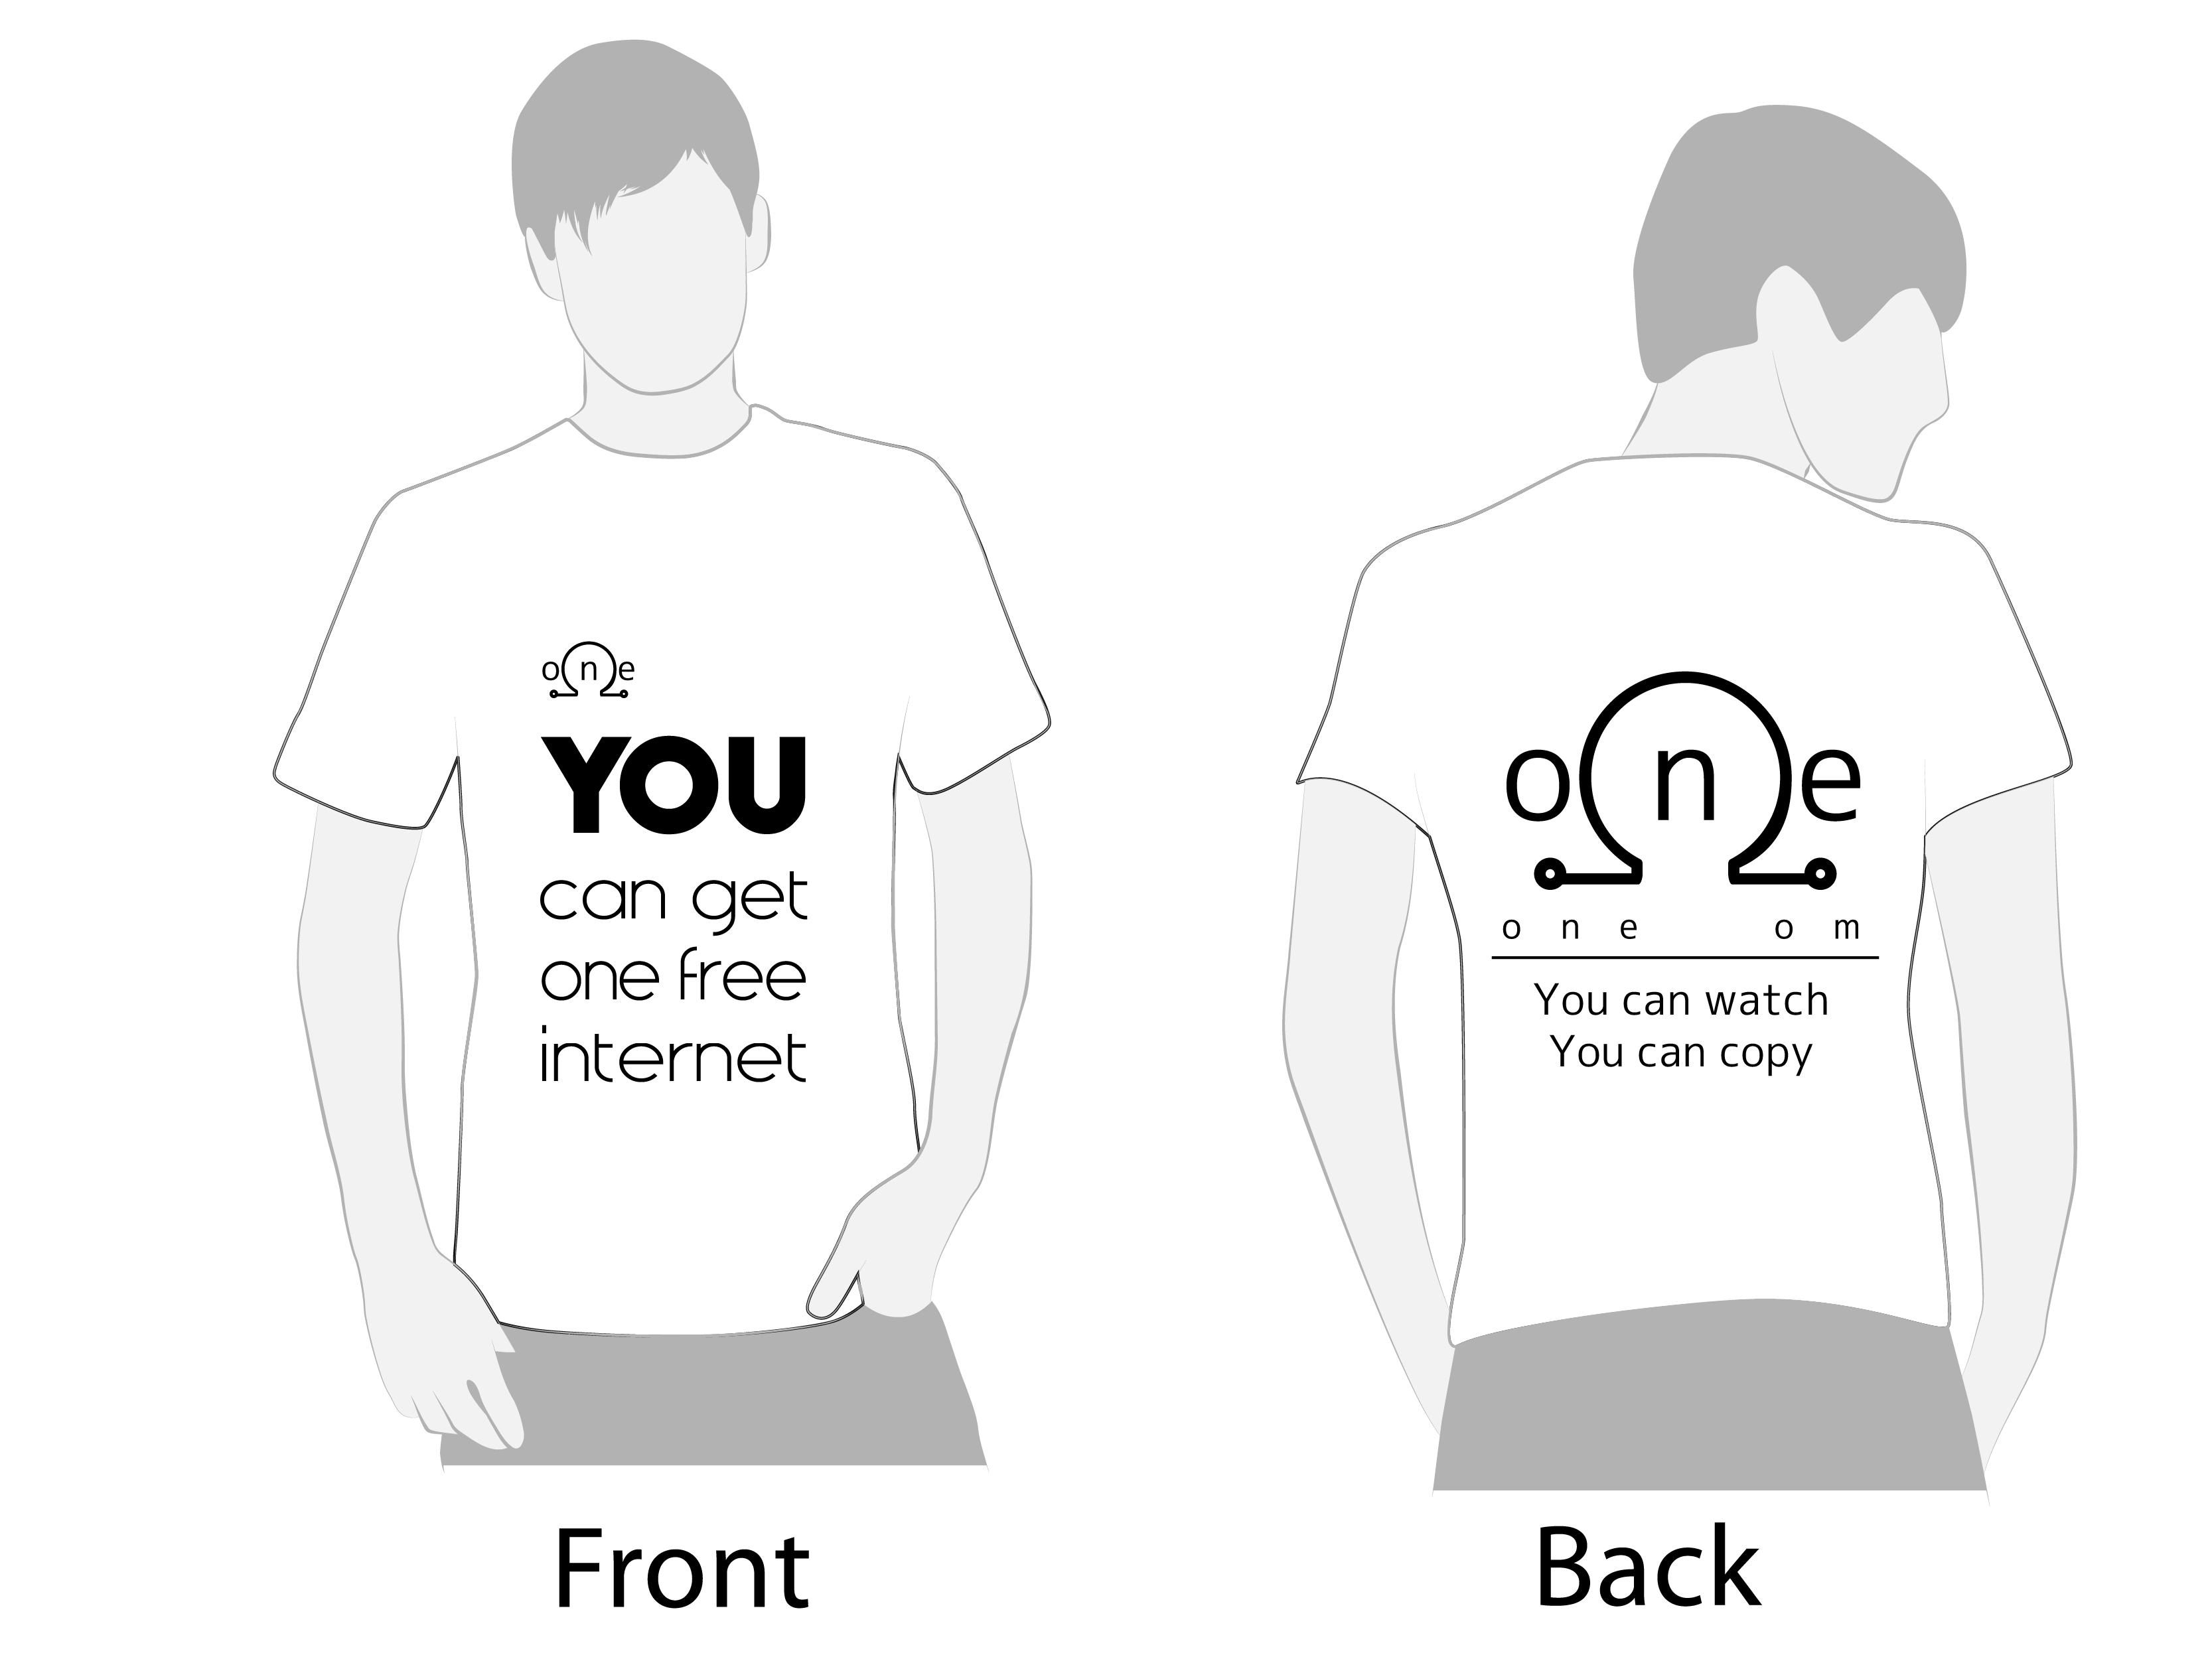 one
YOU
can get
one free
internet
Front
one
one om
You can watch
You can copy
Back